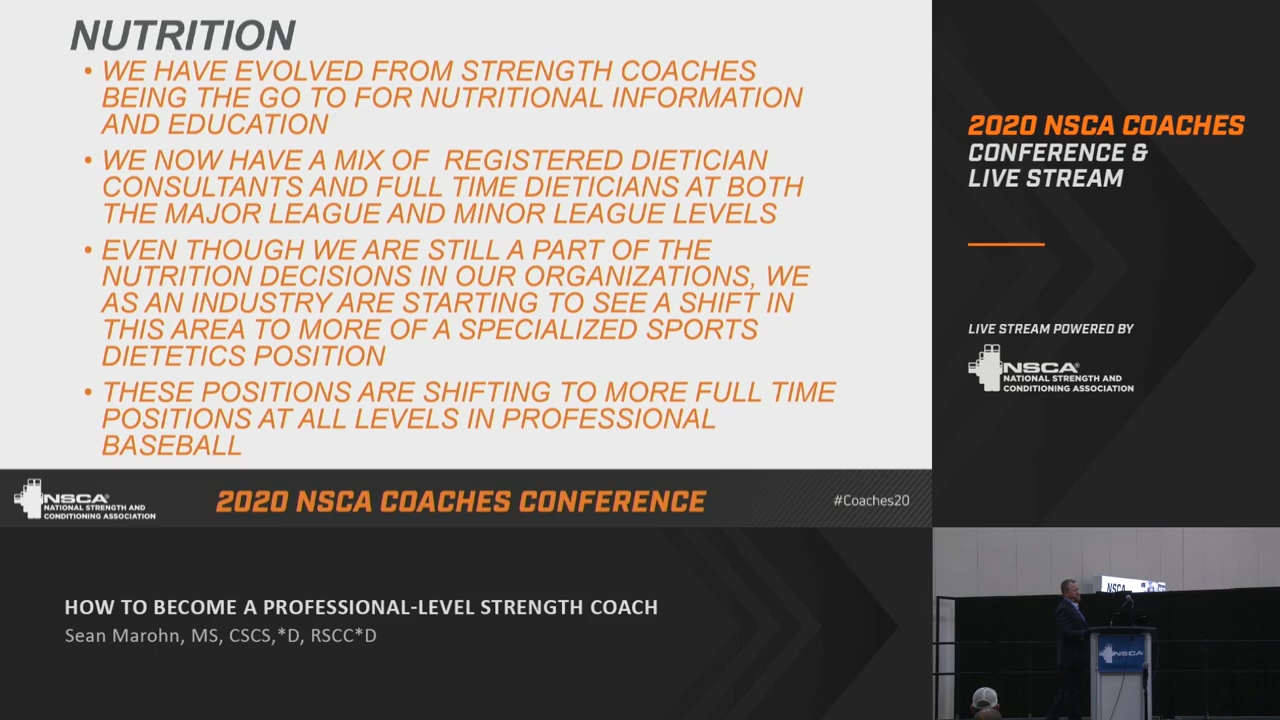 NUTRITION
• WE HAVE EVOLVED FROM STRENGTH COACHES
BEING THE GO TO FOR NUTRITIONAL INFORMATION
AND EDUCATION
• WE NOW HAVE A MIX OF REGISTERED DIETICIAN
CONSULTANTS AND FULL TIME DIETICIANS AT BOTH
THE MAJOR LEAGUE AND MINOR LEAGUE LEVELS
• EVEN THOUGH WE ARE STILL A PART OF THE
NUTRITION DECISIONS IN OUR ORGANIZATIONS, WE
AS AN INDUSTRY ARE STARTING TO SEE A SHIFT IN
THIS AREA TO MORE OF A SPECIALIZED SPORTS
DIETETICS POSITION
• THESE POSITIONS ARE SHIFTING TO MORE FULL TIME
POSITIONS AT ALL LEVELS IN PROFESSIONAL
BASEBALL
NSCA®
NATIONAL STRENGTH AND
CONDITIONING ASSOCIATION
2020 NSCA COACHES CONFERENCE
#Coaches20
2020 NSCA COACHES
CONFERENCE &
LIVE STREAM
LIVE STREAM POWERED BY
NSCA®
NATIONAL STRENGTH AND
CONDITIONING ASSOCIATION
HOW TO BECOME A PROFESSIONAL-LEVEL STRENGTH COACH
Sean Marohn, MS, CSCS,*D, RSCC*D
NSCA
NSCA